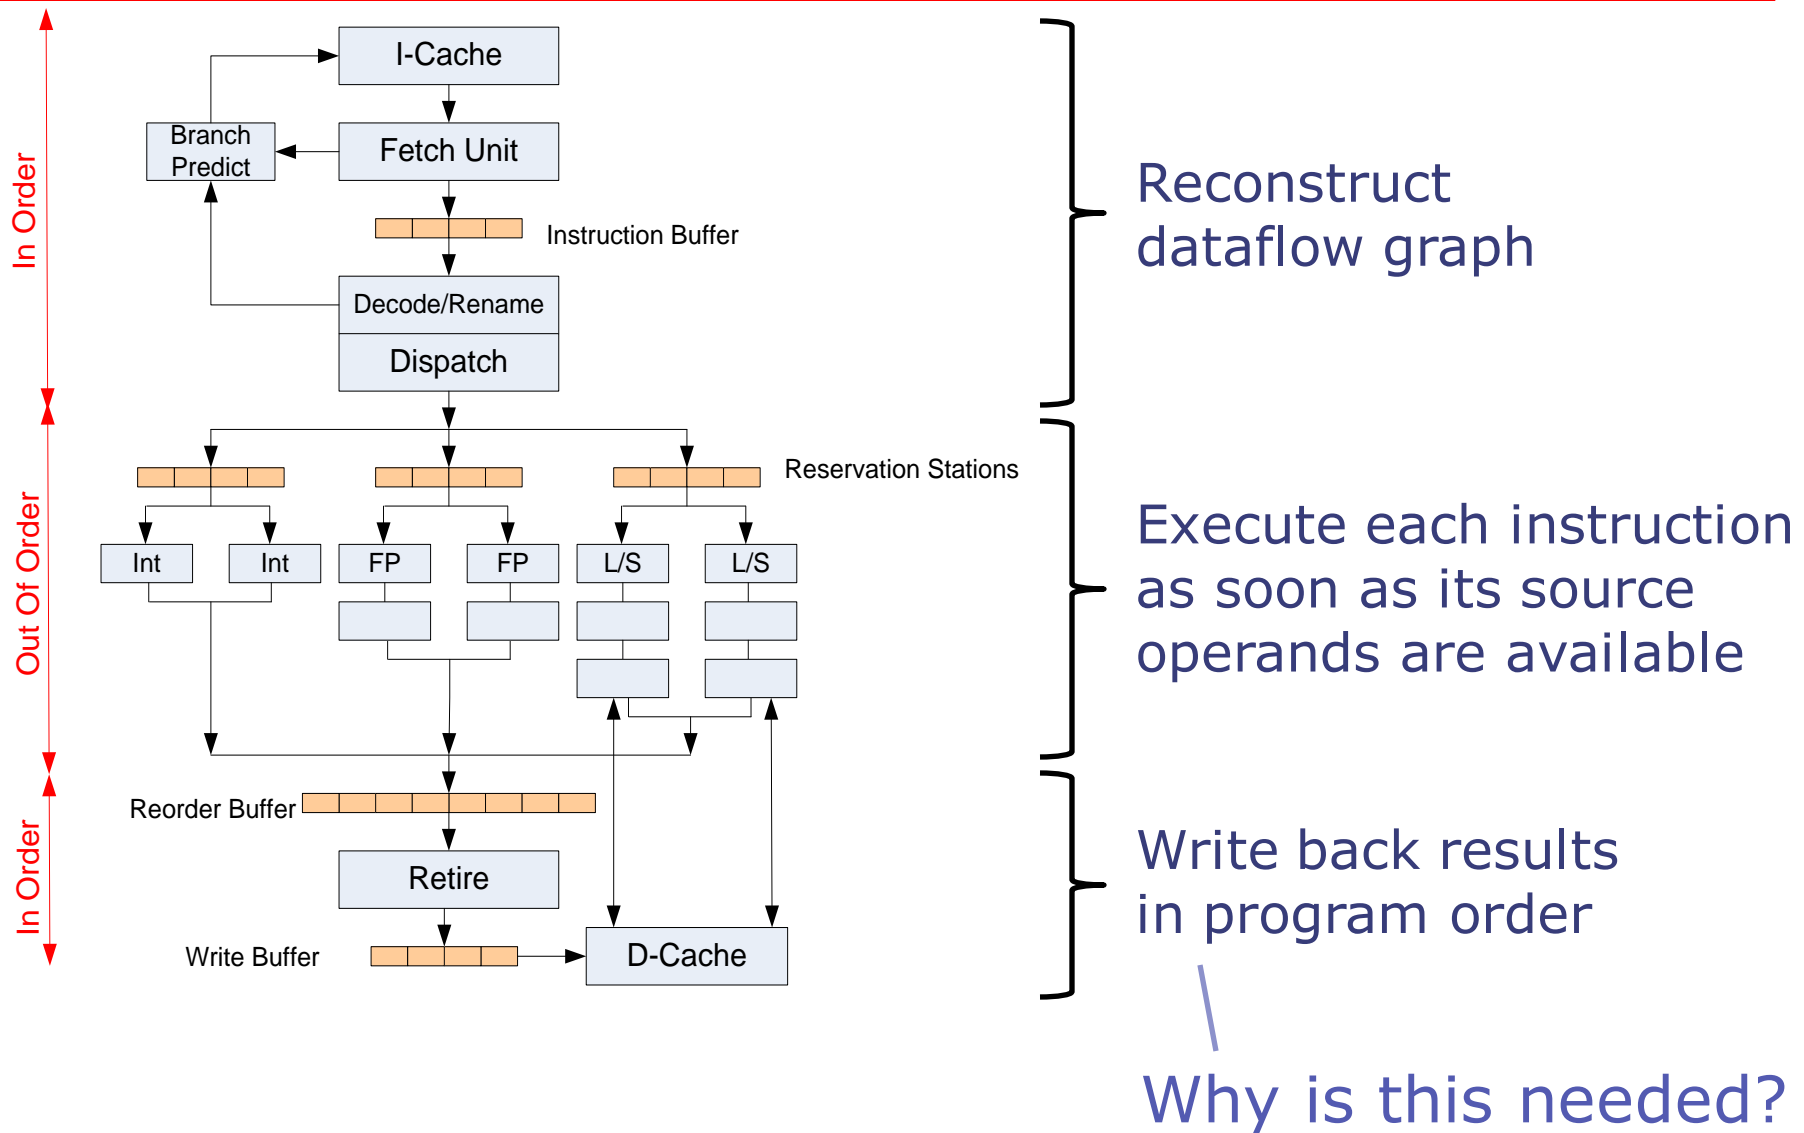 I-Cache
Branch
Predict
Fetch Unit
Instruction Buffer
Decode/Rename
Dispatch
In Order
Reconstruct
dataflow graph
Reservation Stations
Int
Int
FP
FP
L/S
L/S
Out Of Order
Execute each instruction
as soon as its source
operands are available
Reorder Buffer
Retire
Write Buffer
D-Cache
In Order
Write back results
in program order
Why is this needed?